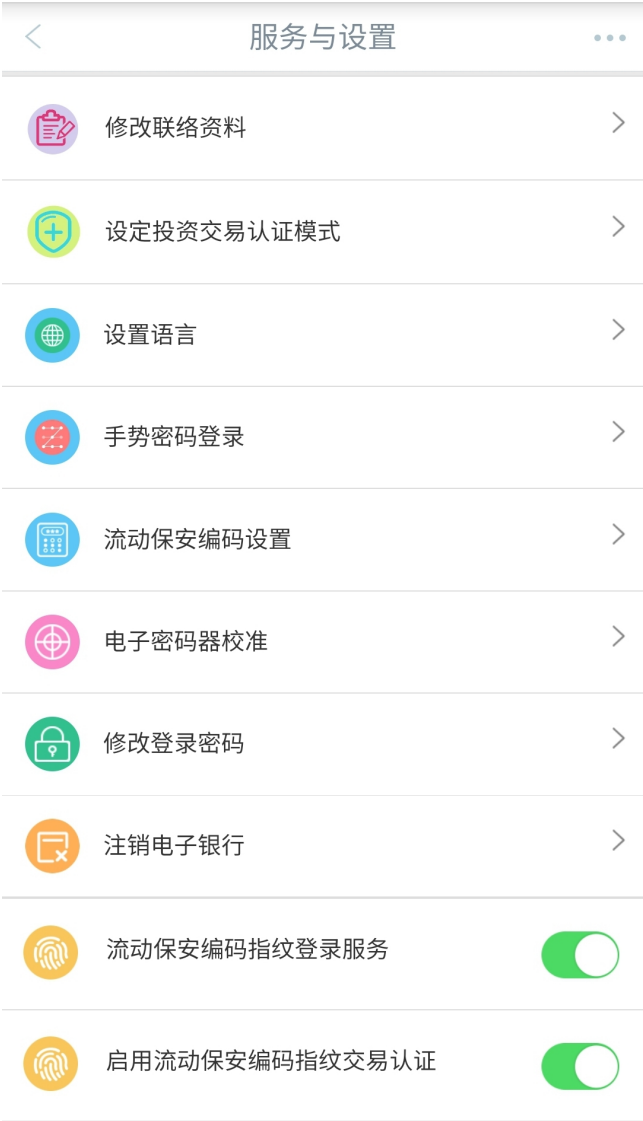 服务与设置
修改联络资料
设定投资交易认证模式
设置语言
手势密码登录
流动保安编码设置
电子密码器校准
修改登录密码
注销电子银行
流动保安编码指纹登录服务
启用流动保安编码指纹交易认证